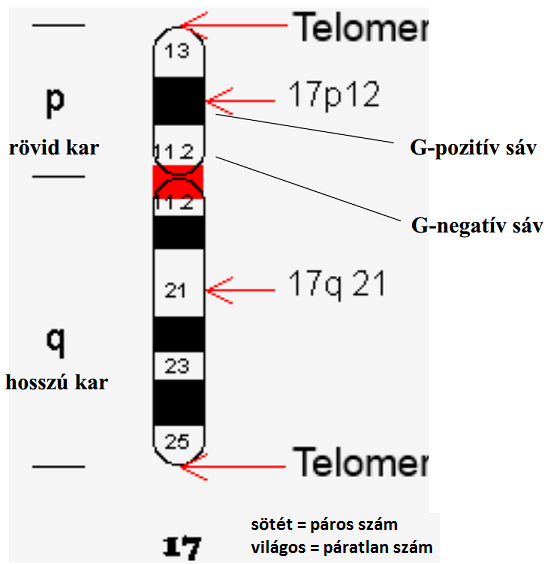 Telomer
13
p
17p12
rövid kar
G-pozitív sáv
11.2
11.2
G-negatív sáv
21
17q 21
q
23
hosszú kar
25
Telomer
17
sötét = páros szám
világos = páratlan szám